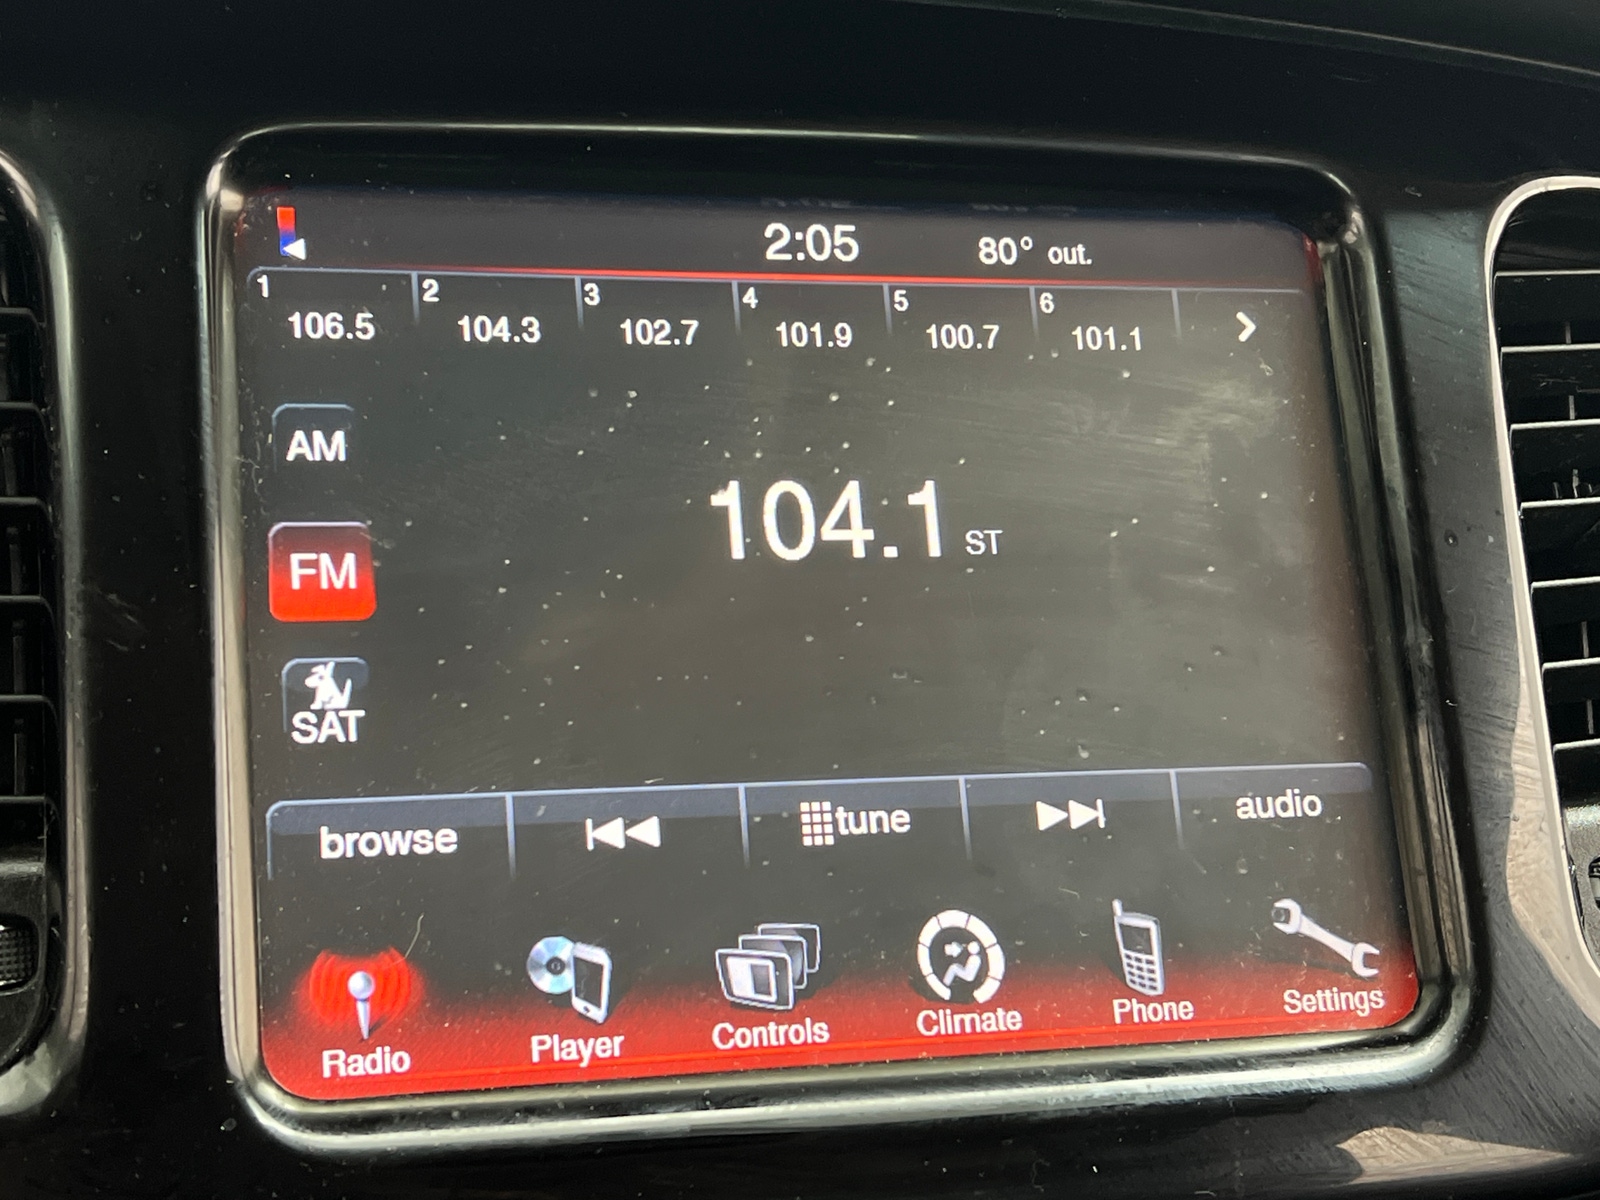 2:05 80° out.
1 2 3 4 5 6
106.5 104.3 102.7 101.9 100.7 101.1
AM
104.1 ST
FM
SAT
browse tune audio
Radio Player Controls Climate Phone Settings